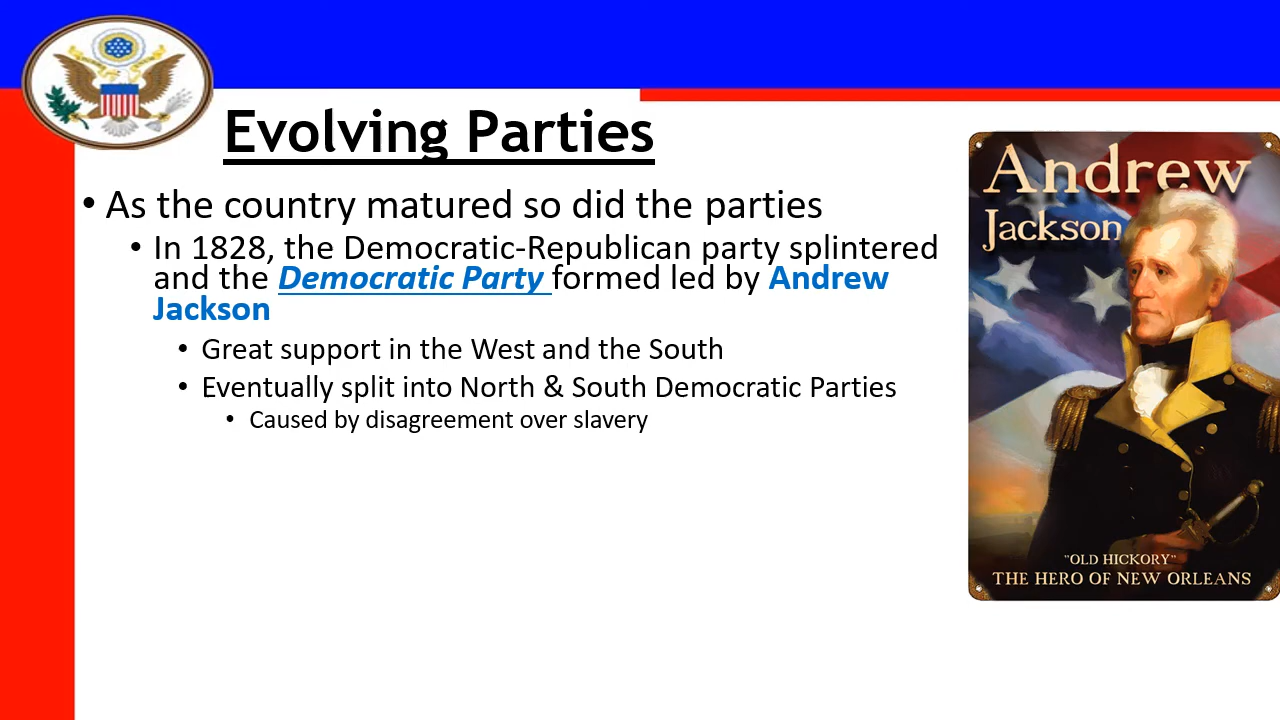 Evolving Parties
• As the country matured so did the parties
• In 1828, the Democratic-Republican party splintered
and the Democratic Party formed led by Andrew
Jackson
• Great support in the West and the South
• Eventually split into North & South Democratic Parties
• Caused by disagreement over slavery
Andrew
Jackson
"OLD HICKORY"
THE HERO OF NEW ORLEANS